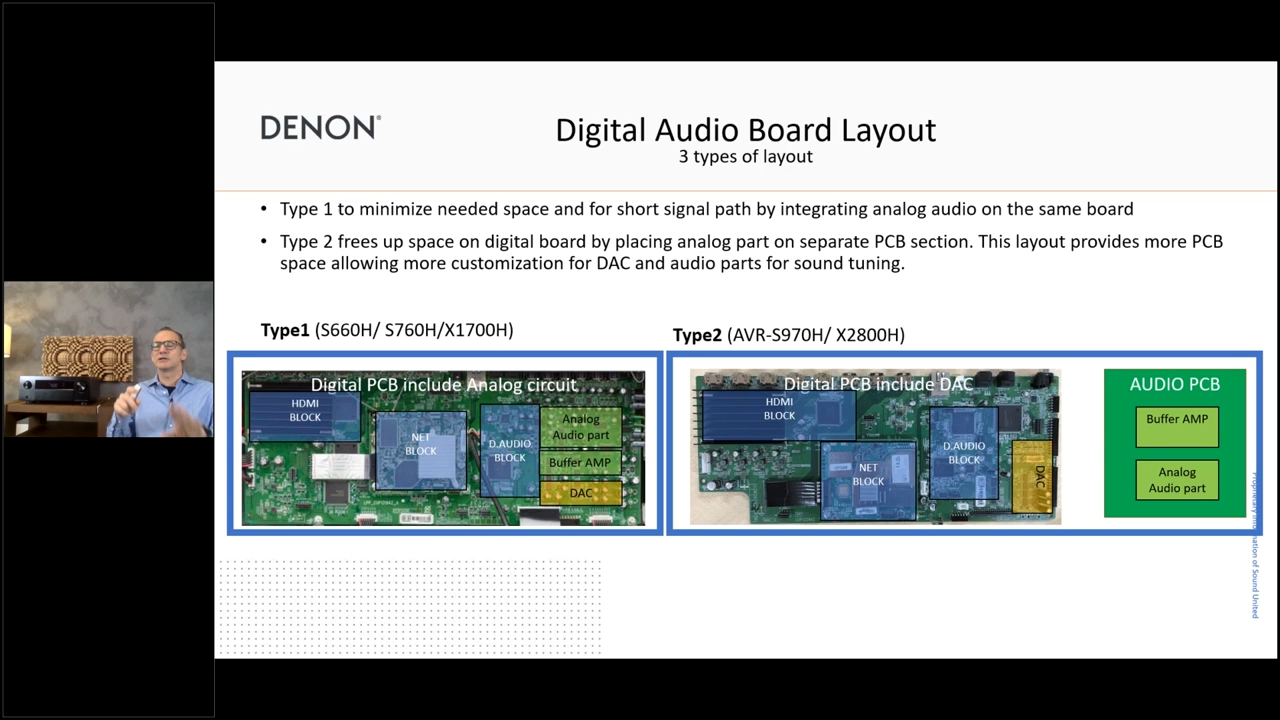 DENON®
Digital Audio Board Layout
3 types of layout
• Type 1 to minimize needed space and for short signal path by integrating analog audio on the same board
• Type 2 frees up space on digital board by placing analog part on separate PCB section. This layout provides more PCB
space allowing more customization for DAC and audio parts for sound tuning.
Type1 (S660H/ S760H/X1700H)
Digital PCB include Analog circuit
HDMI
BLOCK
NET
BLOCK
D.AUDIO
BLOCK
Analog
Audio part
Buffer AMP
DAC
Type2 (AVR-S970H/ X2800H)
Digital PCB include DAC
HDMI
BLOCK
NET
BLOCK
D.AUDIO
BLOCK
DAC
AUDIO PCB
Buffer AMP
Analog
Audio part
Proprietary Information of Sound United